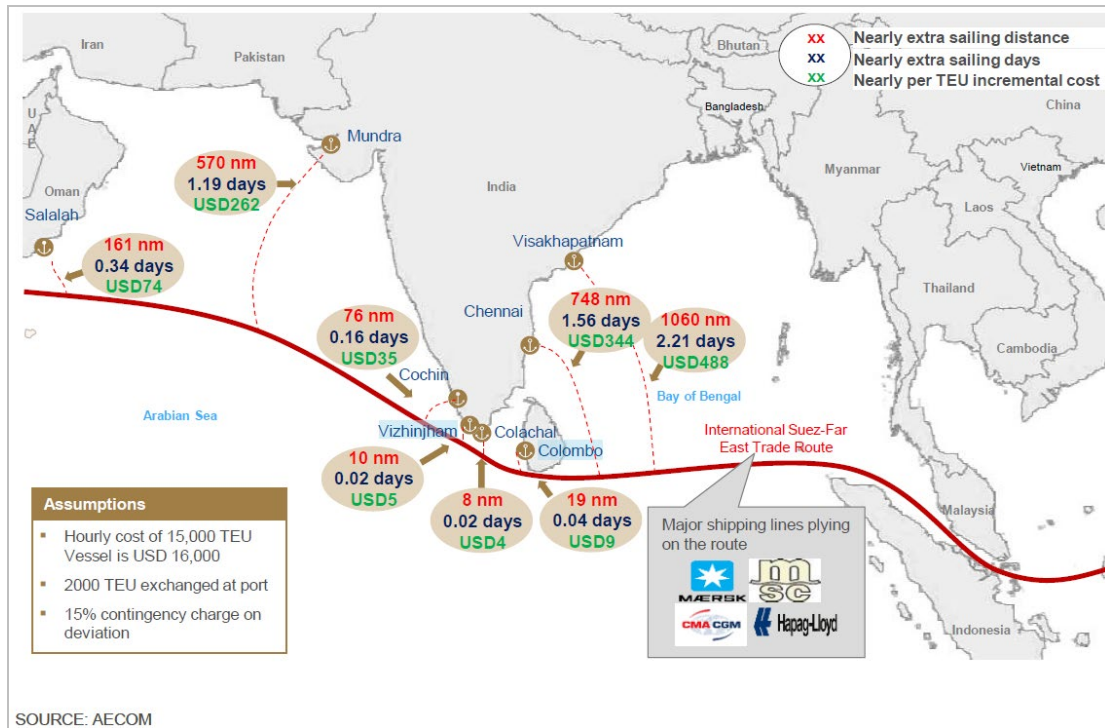 Iran
Pakistan
UAE
Oman
India
Bhutan
Bangladesh
Myanmar
China
Vietnam
Laos
Thailand
Cambodia
Malaysia
Indonesia
xx Nearly extra sailing distance
xx Nearly extra sailing days
xx Nearly per TEU incremental cost
Mundra
570 nm
1.19 days
USD262
Salalah
161 nm
0.34 days
USD74
Visakhapatnam
Chennai
748 nm
1.56 days
USD344
1060 nm
2.21 days
USD488
76 nm
0.16 days
USD35
Cochin
Bay of Bengal
Arabian Sea
Vizhinjham
Colachal
Colombo
International Suez-Far
East Trade Route
10 nm
0.02 days
USD5
8 nm
0.02 days
USD4
19 nm
0.04 days
USD9
Assumptions
Hourly cost of 15,000 TEU
Vessel is USD 16,000
2000 TEU exchanged at port
15% contingency charge on
deviation
Major shipping lines plying
on the route
MÆRSK
msc
CMA CGM
Hapag-Lloyd
SOURCE: AECOM